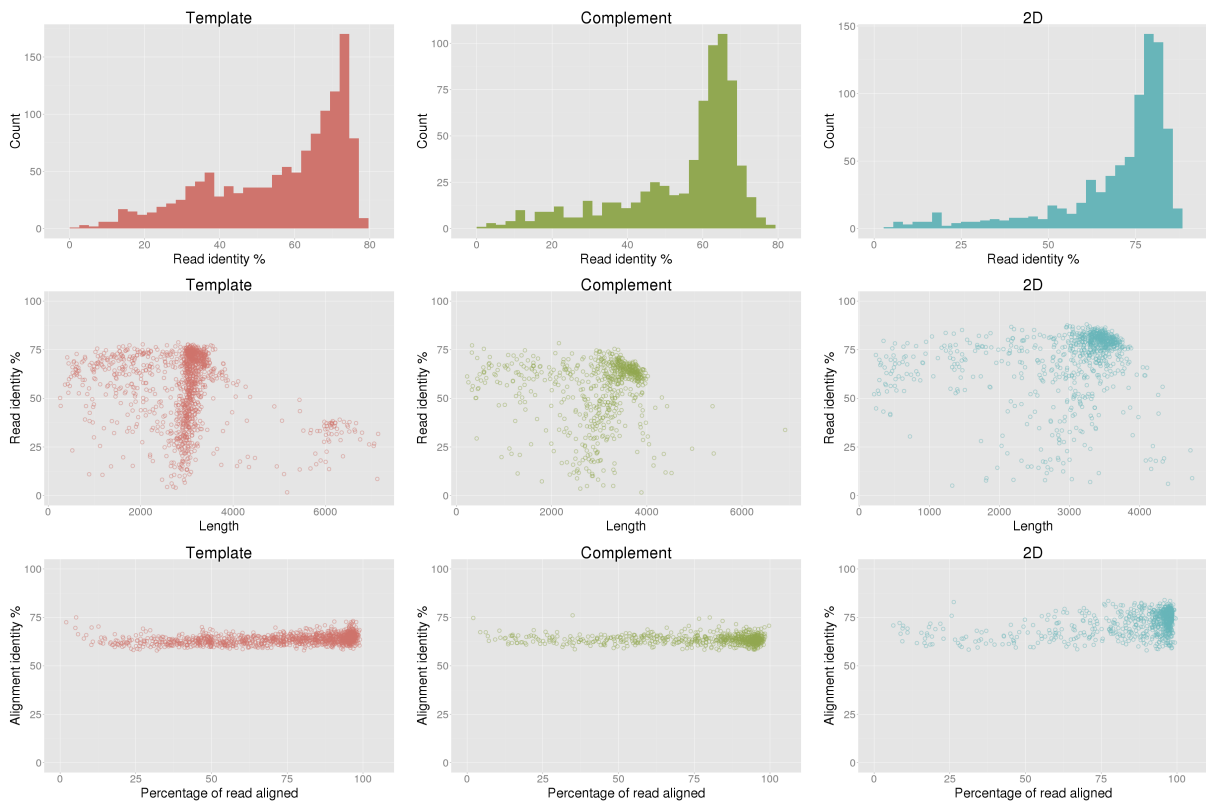 Template Complement 2D
Count
150
100
50
0
0 20 40 60 80
Read identity %
Count
100
75
50
25
0
0 20 40 60 80
Read identity %
Count
150
100
50
0
0 25 50 75
Read identity %
Template Complement 2D
Read identity %
100
75
50
25
0
0 2000 4000 6000
Length
Read identity %
100
75
50
25
0
0 2000 4000 6000
Length
Read identity %
100
75
50
25
0
0 1000 2000 3000 4000
Length
Template Complement 2D
Alignment identity %
100
75
50
25
0
0 25 50 75 100
Percentage of read aligned
Alignment identity %
100
75
50
25
0
0 25 50 75 100
Percentage of read aligned
Alignment identity %
100
75
50
25
0
0 25 50 75 100
Percentage of read aligned